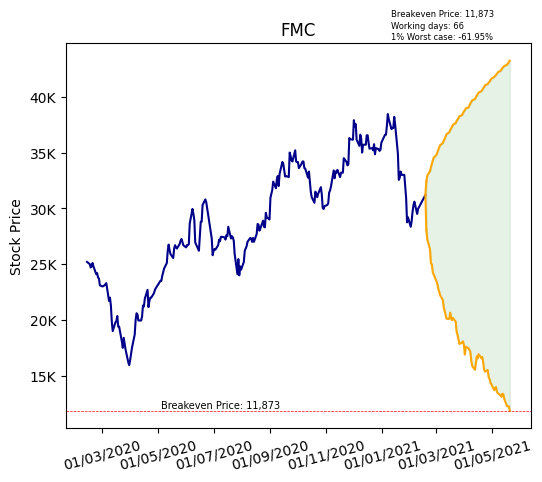 Breakeven Price: 11,873
Working days: 66
1% Worst case: -61.95%
FMC
Stock Price
40K
35K
30K
25K
20K
15K
Breakeven Price: 11,873
01/03/2020
01/05/2020
01/07/2020
01/09/2020
01/11/2020
01/01/2021
01/03/2021
01/05/2021